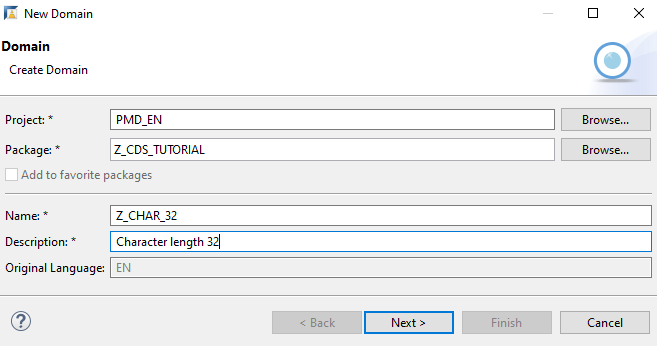 New Domain
Domain
Create Domain
Project: * PMD_EN Browse...
Package: * Z_CDS_TUTORIAL Browse...
Add to favorite packages
Name: * Z_CHAR_32
Description: * Character length 32
Original Language: EN
? < Back Next > Finish Cancel